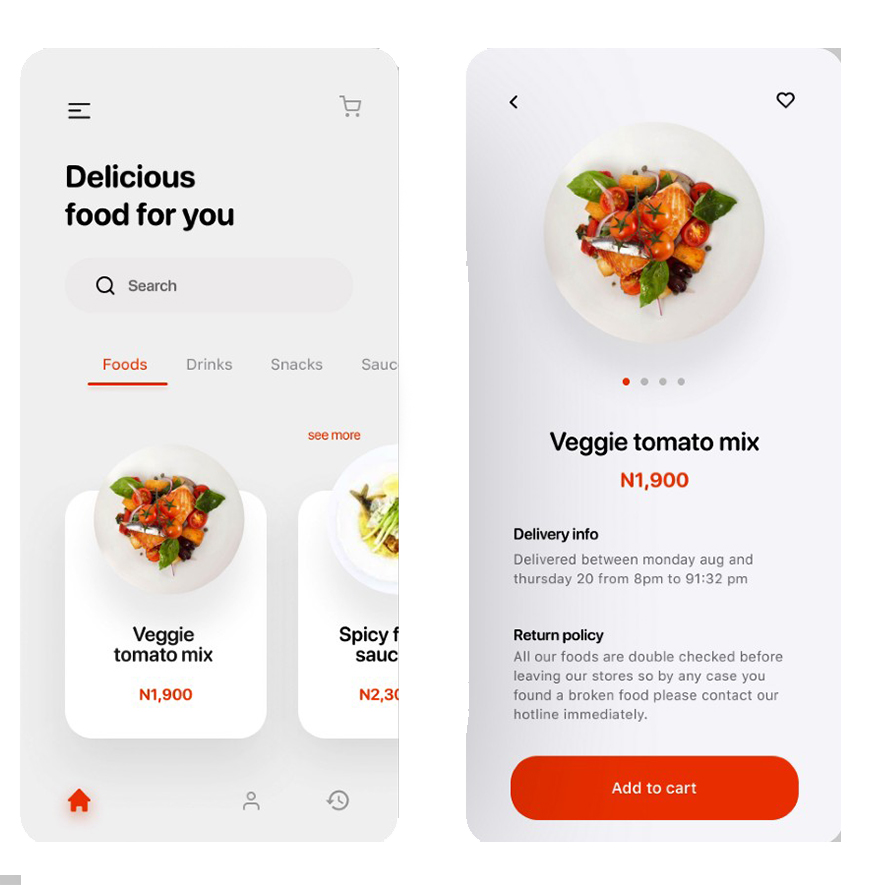 Delicious
food for you
Search
Foods Drinks Snacks Sauc
see more
Veggie
tomato mix
N1,900
Spicy f
sauc
N2,30
Veggie tomato mix
N1,900
Delivery info
Delivered between monday aug and
thursday 20 from 8pm to 91:32 pm
Return policy
All our foods are double checked before
leaving our stores so by any case you
found a broken food please contact our
hotline immediately.
Add to cart